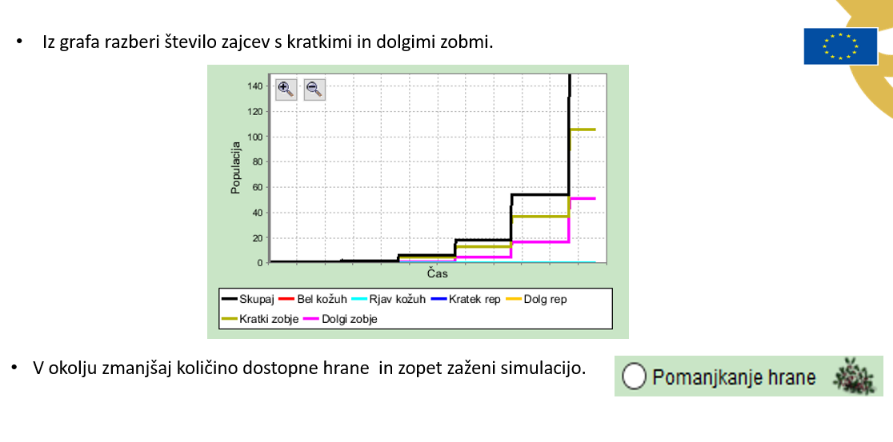 • Iz grafa razberi število zajcev s kratkimi in dolgimi zobmi.
140
120
100
80
60
40
20
0
Populacija
Čas
Skupaj Bel kožuh Rjav kožuh Kratek rep Dolg rep
Kratki zobje Dolgi zobje
• V okolju zmanjšaj količino dostopne hrane in zopet zaženi simulacijo.
Pomanjkanje hrane